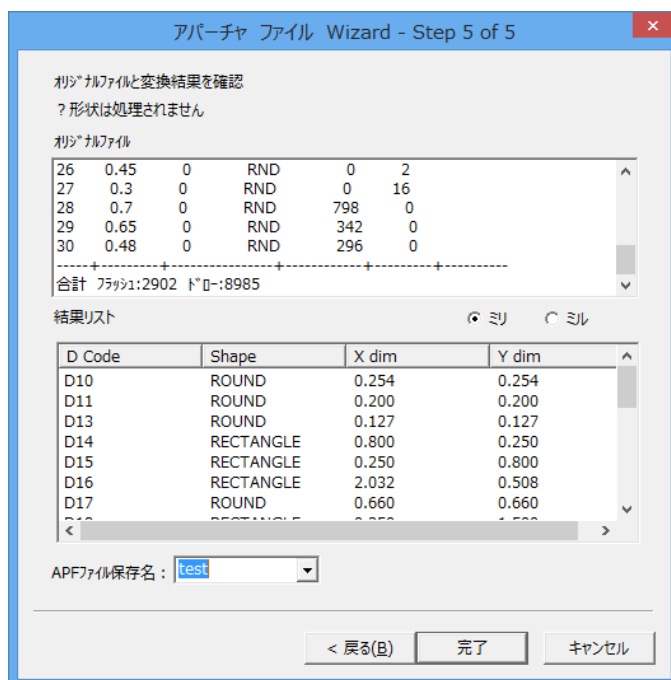 アパーチャ ファイル Wizard - Step 5 of 5
ｵﾘｼﾞﾅﾙﾌｧｲﾙと変換結果を確認
? 形状は処理されません
ｵﾘｼﾞﾅﾙﾌｧｲﾙ
26 0.45 0 RND 0 2
27 0.3 0 RND 0 16
28 0.7 0 RND 798 0
29 0.65 0 RND 342 0
30 0.48 0 RND 296 0
-----+---------+---------------+------------+---------+----------
合計 ﾌﾗｯｼｭ:2902 ﾄﾞﾛｰ:8985
結果リスト ミリ ミル
D Code Shape X dim Y dim
D10 ROUND 0.254 0.254
D11 ROUND 0.200 0.200
D13 ROUND 0.127 0.127
D14 RECTANGLE 0.800 0.250
D15 RECTANGLE 0.250 0.800
D16 RECTANGLE 2.032 0.508
D17 ROUND 0.660 0.660
APFﾌｧｲﾙ保存名 : test
< 戻る(B) 完了 キャンセル